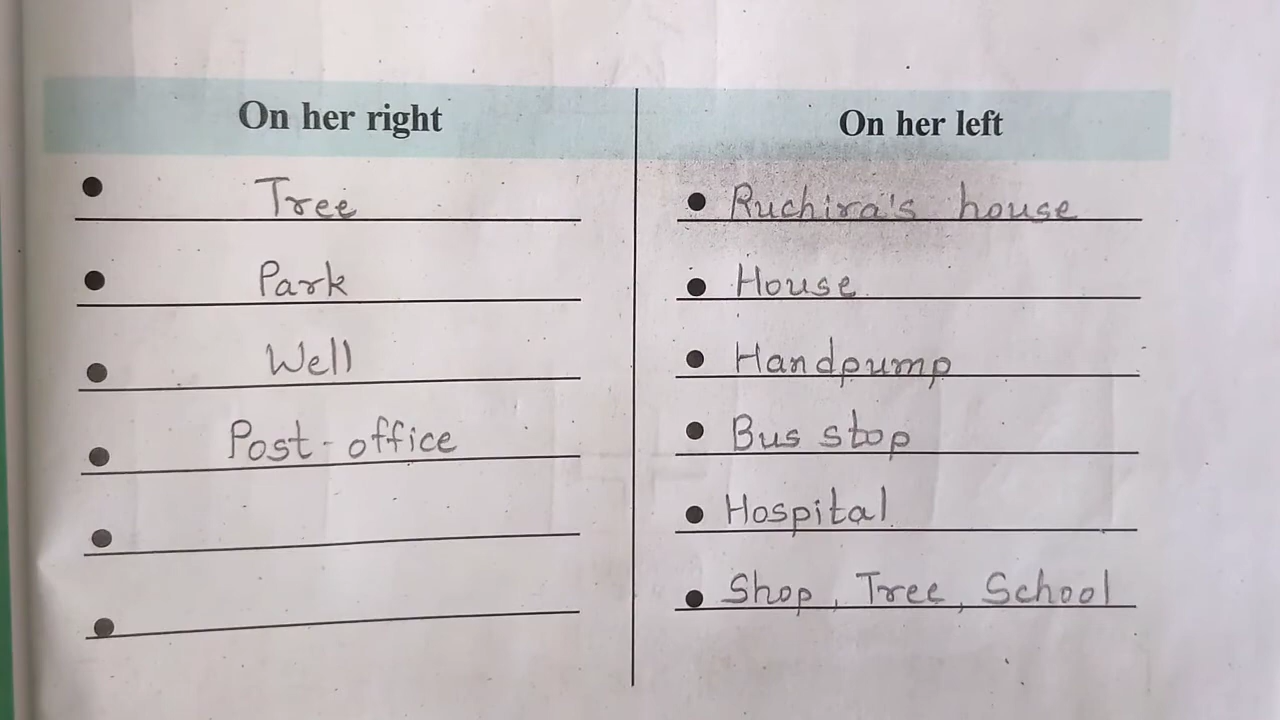 On her right
• Tree
• Park
• Well
• Post-office
•
•
On her left
• Ruchira's house
• House
• Handpump
• Bus stop
• Hospital
• Shop, Tree, School